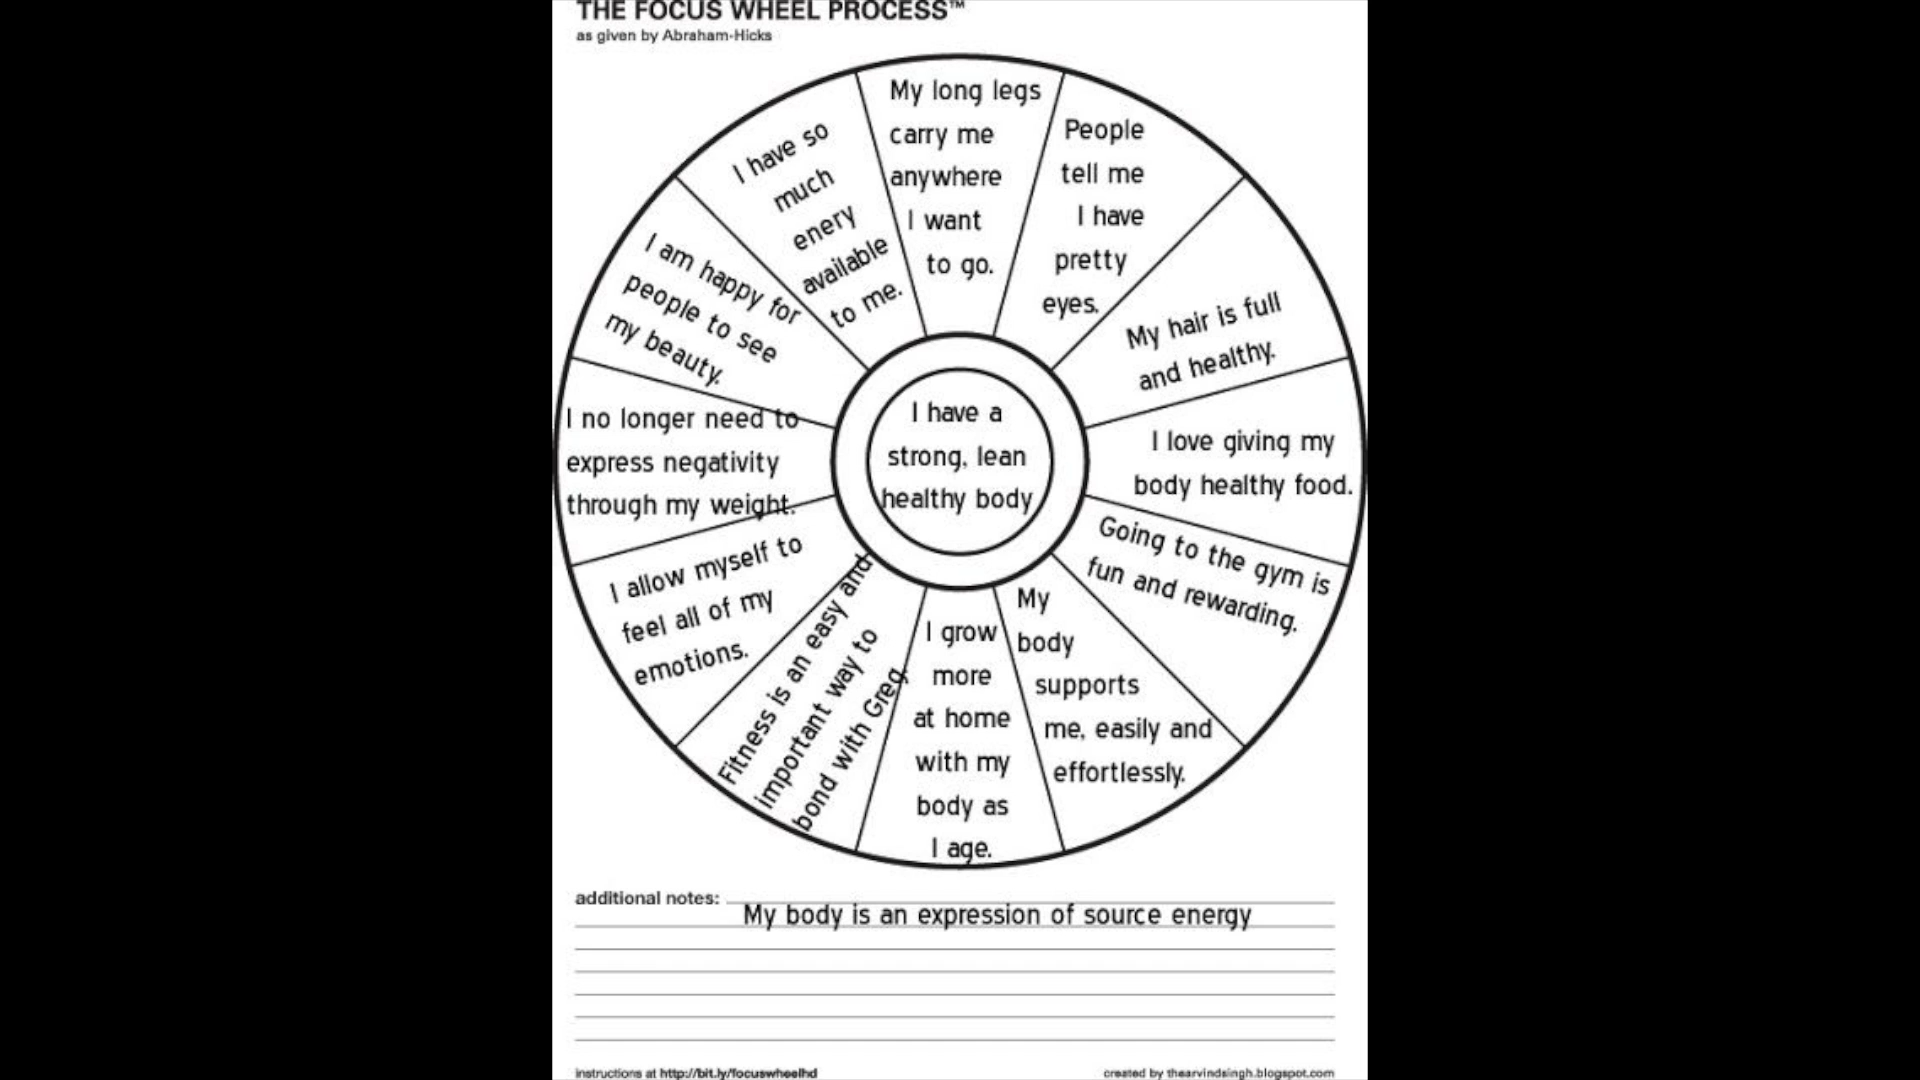 THE FOCUS WHEEL PROCESS™
as given by Abraham-Hicks
My long legs
carry me
anywhere
I want
to go.
People
tell me
I have
pretty
eyes.
My hair is full
and healthy.
I love giving my
body healthy food.
Going to the gym is
fun and rewarding.
My
body
supports
me, easily and
effortlessly.
I grow
more
at home
with my
body as
I age.
Fitness is an easy and
important way to
bond with Greg.
I allow myself to
feel all of my
emotions.
I no longer need to
express negativity
through my weight.
I am happy for
people to see
my beauty.
I have so
much
enery
available
to me.
I have a
strong, lean
healthy body
additional notes:
My body is an expression of source energy
instructions at http://bit.ly/focuswheelhd
created by thearvindsingh.blogspot.com